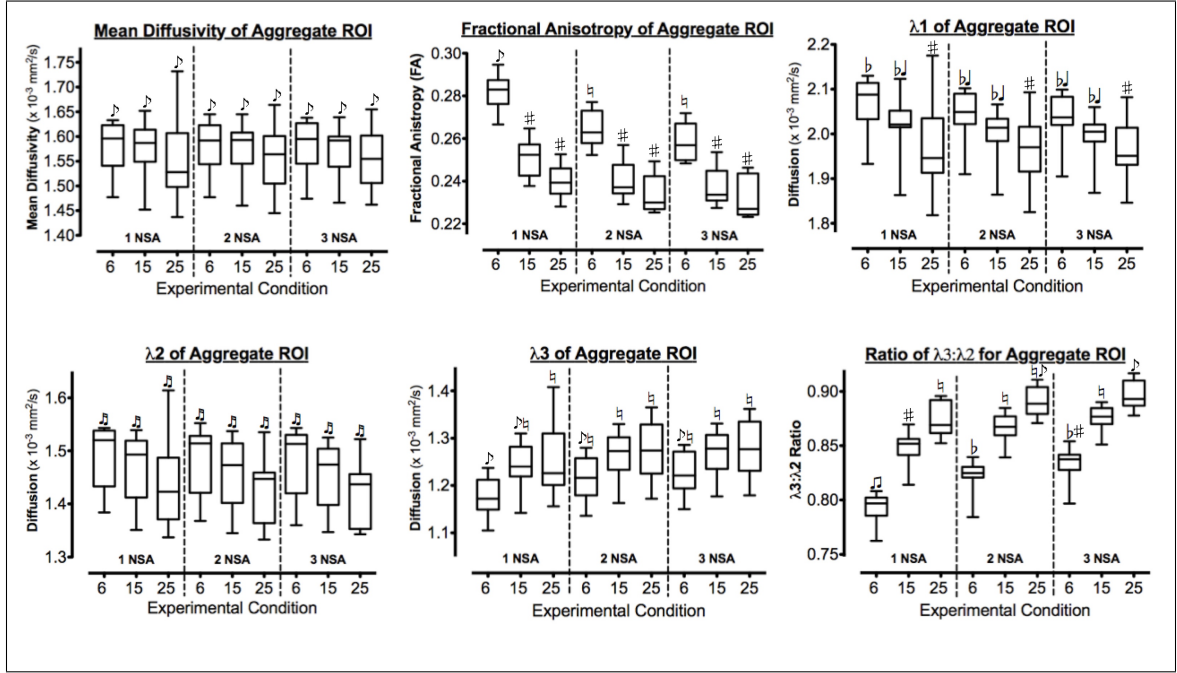 Mean Diffusivity of Aggregate ROI
Mean Diffusivity (x 10⁻³ mm²/s)
1.75
1.70
1.65
1.60
1.55
1.50
1.45
1.40
♪ ♪ ♪ ♪ ♪ ♪ ♪ ♪ ♪
1 NSA 2 NSA 3 NSA
6 15 25 6 15 25 6 15 25
Experimental Condition
Fractional Anisotropy of Aggregate ROI
Fractional Anistropy (FA)
0.30
0.28
0.26
0.24
0.22
♪ ♯ ♯ ♮ ♯ ♯ ♮ ♯ ♯
1 NSA 2 NSA 3 NSA
6 15 25 6 15 25 6 15 25
Experimental Condition
λ1 of Aggregate ROI
Diffusion (x 10⁻³ mm²/s)
2.2
2.1
2.0
1.9
1.8
♭ ♭♩ ♯ ♭♩ ♭♩ ♯ ♭♩ ♭♩ ♯
1 NSA 2 NSA 3 NSA
6 15 25 6 15 25 6 15 25
Experimental Condition
λ2 of Aggregate ROI
Diffusion (x 10⁻³ mm²/s)
1.6
1.5
1.4
1.3
♬ ♬ ♬ ♬ ♬ ♬ ♬ ♬ ♬
1 NSA 2 NSA 3 NSA
6 15 25 6 15 25 6 15 25
Experimental Condition
λ3 of Aggregate ROI
Diffusion (x 10⁻³ mm²/s)
1.4
1.3
1.2
1.1
♪ ♪♮ ♮ ♪♮ ♮ ♮ ♪♮ ♮ ♮
1 NSA 2 NSA 3 NSA
6 15 25 6 15 25 6 15 25
Experimental Condition
Ratio of λ3:λ2 for Aggregate ROI
λ3:λ2 Ratio
0.90
0.85
0.80
0.75
♫ ♯ ♮ ♭ ♮ ♮♪ ♭♯ ♮ ♪
1 NSA 2 NSA 3 NSA
6 15 25 6 15 25 6 15 25
Experimental Condition